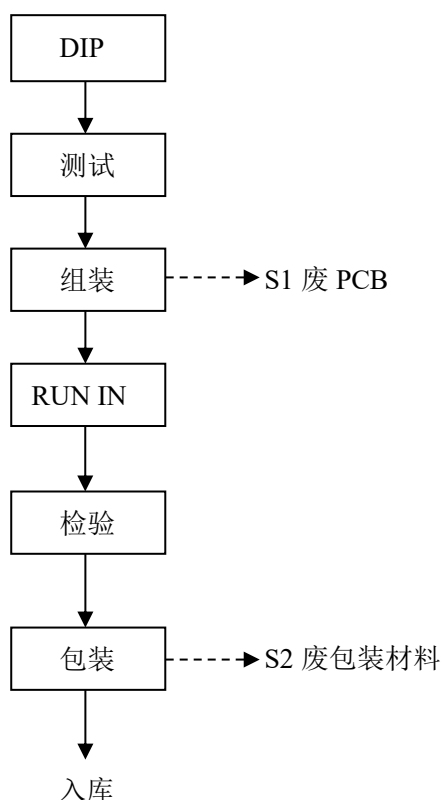 DIP
测试
组装
S1 废 PCB
RUN IN
检验
包装
S2 废包装材料
入库